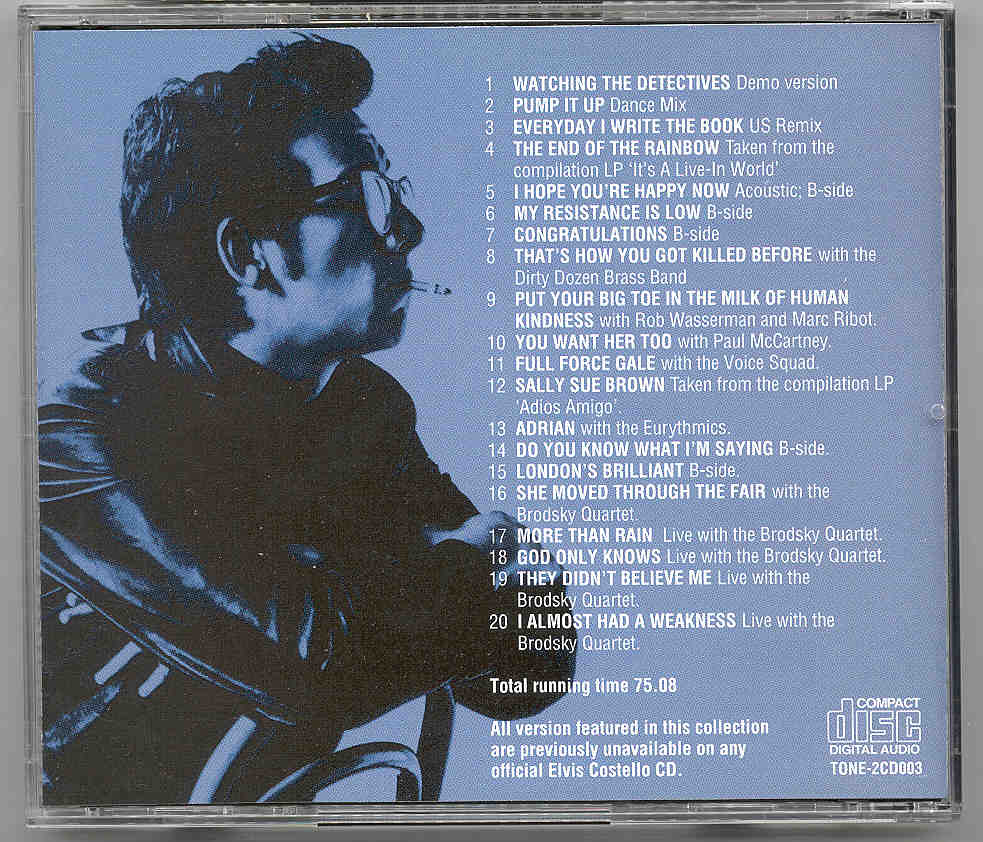 1 WATCHING THE DETECTIVES Demo version
2 PUMP IT UP Dance Mix
3 EVERYDAY I WRITE THE BOOK US Remix
4 THE END OF THE RAINBOW Taken from the
compilation LP 'It's A Live-In World'
5 I HOPE YOU'RE HAPPY NOW Acoustic; B-side
6 MY RESISTANCE IS LOW B-side
7 CONGRATULATIONS B-side
8 THAT'S HOW YOU GOT KILLED BEFORE with the
Dirty Dozen Brass Band
9 PUT YOUR BIG TOE IN THE MILK OF HUMAN
KINDNESS with Rob Wasserman and Marc Ribot.
10 YOU WANT HER TOO with Paul McCartney.
11 FULL FORCE GALE with the Voice Squad.
12 SALLY SUE BROWN Taken from the compilation LP
'Adios Amigo'.
13 ADRIAN with the Eurythmics.
14 DO YOU KNOW WHAT I'M SAYING B-side.
15 LONDON'S BRILLIANT B-side.
16 SHE MOVED THROUGH THE FAIR with the
Brodsky Quartet.
17 MORE THAN RAIN Live with the Brodsky Quartet.
18 GOD ONLY KNOWS Live with the Brodsky Quartet.
19 THEY DIDN'T BELIEVE ME Live with the
Brodsky Quartet.
20 I ALMOST HAD A WEAKNESS Live with the
Brodsky Quartet.
Total running time 75.08
All version featured in this collection
are previously unavailable on any
official Elvis Costello CD.
COMPACT
disc
DIGITAL AUDIO
TONE-2CD003